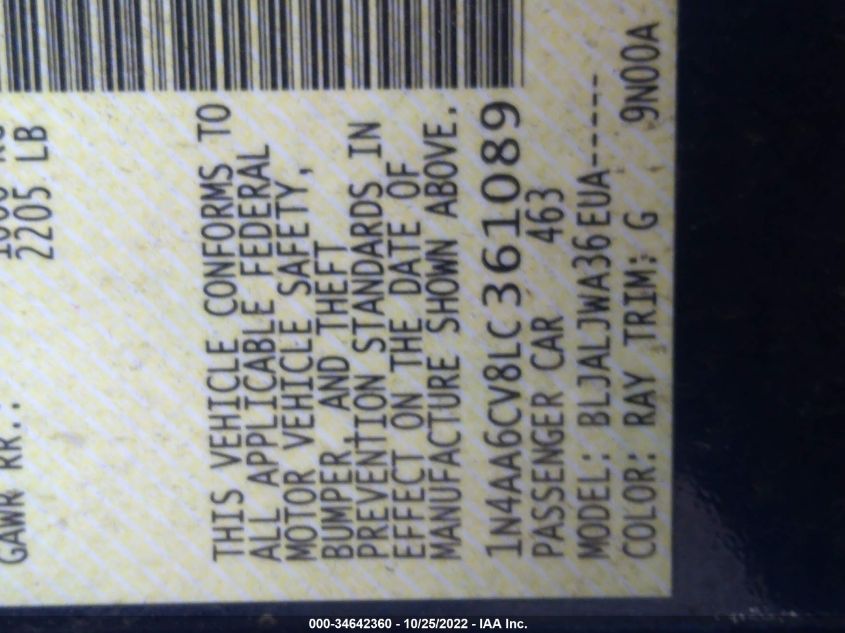 GAWR RR.:
2205 LB
THIS VEHICLE CONFORMS TO
ALL APPLICABLE FEDERAL
MOTOR VEHICLE SAFETY,
BUMPER, AND THEFT
PREVENTION STANDARDS IN
EFFECT ON THE DATE OF
MANUFACTURE SHOWN ABOVE.
1N4AA6CV8LC361089
PASSENGER CAR 463
MODEL: BLJALJWA36EUA-----
COLOR: RAY TRIM: G 9N00A
000-34642360 - 10/25/2022 - IAA Inc.